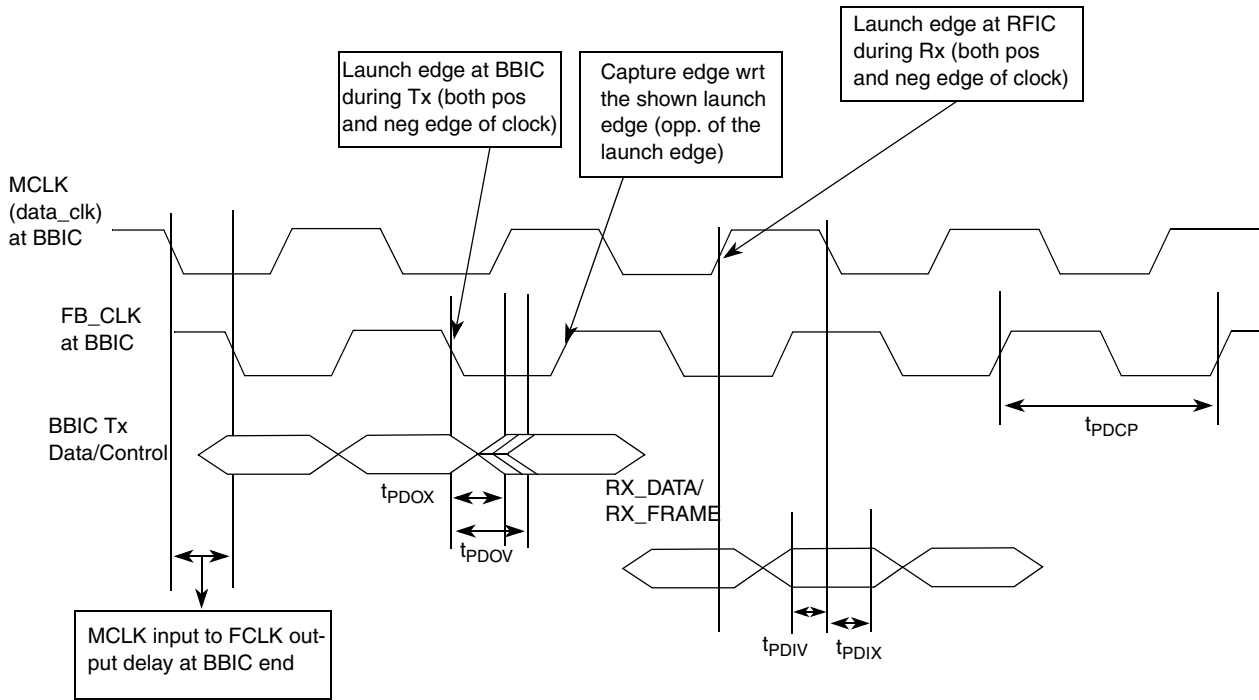 Launch edge at RFIC
during Rx (both pos
and neg edge of clock)
Launch edge at BBIC
during Tx (both pos
and neg edge of clock)
Capture edge wrt
the shown launch
edge (opp. of the
launch edge)
MCLK
(data_clk)
at BBIC
FB_CLK
at BBIC
BBIC Tx
Data/Control
tPDCP
tPDOX
tPDOV
RX_DATA/
RX_FRAME
tPDIV
tPDIX
MCLK input to FCLK out-
put delay at BBIC end